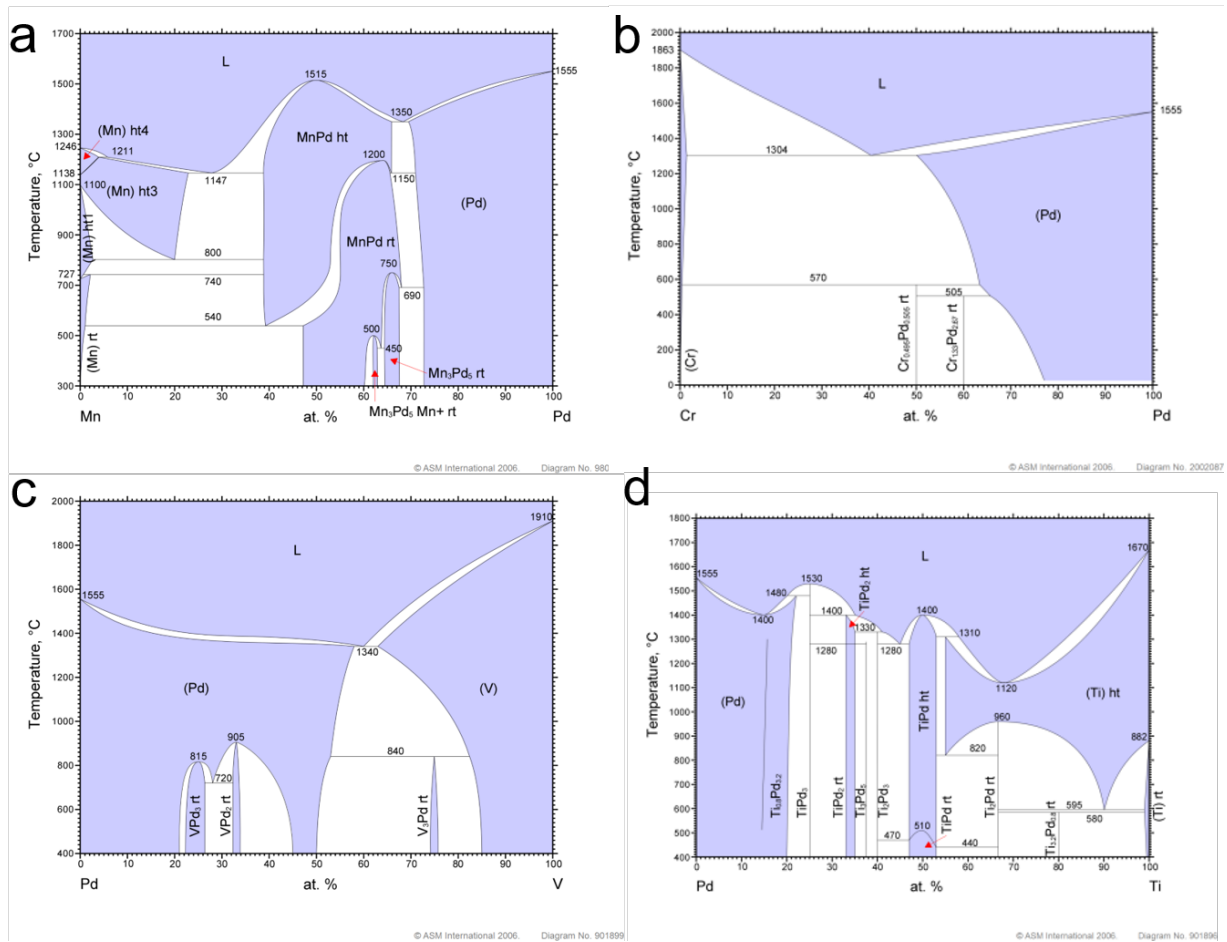 a
1700
1500
1300
1246
1138
1100
900
727
700
500
300
Temperature, °C
L
1515
1555
1350
(Mn) ht4
1211
MnPd ht
1200
1147
1150
1100
(Mn) ht3
(Pd)
(Mn) ht1
MnPd rt
800
750
740
690
540
500
450
(Mn) rt
Mn₃Pd₅ rt
0 10 20 30 40 50 60 70 80 90 100
Mn
at. %
Mn₃Pd₅ Mn+ rt
Pd
© ASM International 2006. Diagram No. 980
b
2000
1863
1800
1600
1400
1200
1000
800
600
400
200
0
Temperature, °C
L
1555
1304
(Pd)
570
505
(Cr)
Cr₀.₄₉₅Pd₀.₅₀₅ rt
Cr₁.₃₃Pd₂.₆₇ rt
0 10 20 30 40 50 60 70 80 90 100
Cr
at. %
Pd
© ASM International 2006. Diagram No. 2002087
c
2000
1800
1600
1555
1400
1200
1000
800
600
400
Temperature, °C
1910
L
1340
(Pd)
(V)
905
815
840
720
VPd₃ rt
VPd₂ rt
V₃Pd rt
0 10 20 30 40 50 60 70 80 90 100
Pd
at. %
V
© ASM International 2006. Diagram No. 901899
d
1800
1700
1600
1555
1500
1400
1300
1200
1100
1000
900
800
700
600
500
400
Temperature, °C
L
TiPd₂ ht
1670
1530
1480
1400
1400
1400
1330
1310
1280
1280
1120
(Ti) ht
(Pd)
TiPd ht
960
882
820
Ti₀.₈Pd₃.₂
TiPd₃
TiPd₂ rt
Ti₃Pd₅
Ti₂Pd₃
TiPd rt
Ti₂Pd rt
Ti₃.₂Pd₀.₈ rt
(Ti) rt
595
580
510
470
440
0 10 20 30 40 50 60 70 80 90 100
Pd
at. %
Ti
© ASM International 2006. Diagram No. 901896